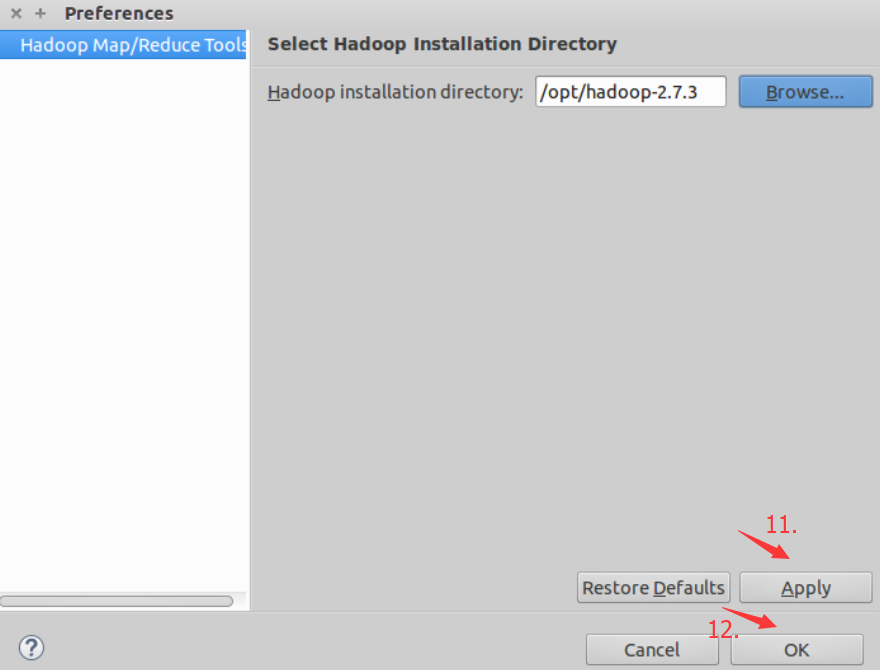 Preferences
Hadoop Map/Reduce Tools
Select Hadoop Installation Directory
Hadoop installation directory: /opt/hadoop-2.7.3 Browse...
11.
Restore Defaults Apply
12.
Cancel OK